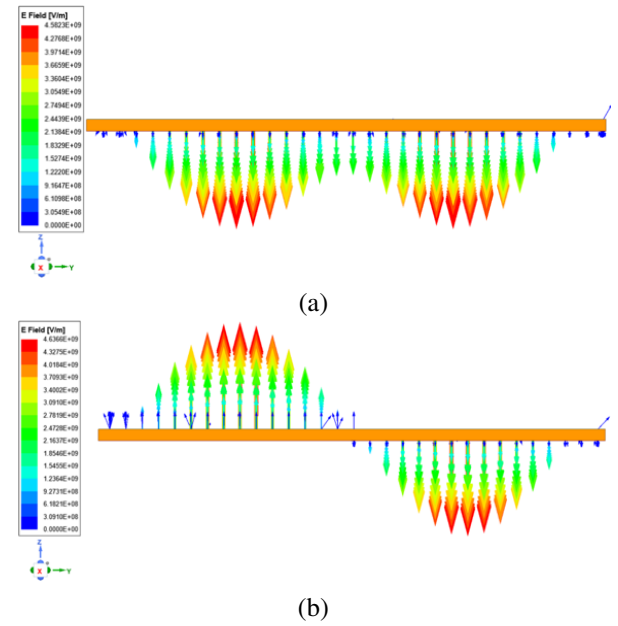 E Field [V/m]
4.5823E+09
4.2768E+09
3.9714E+09
3.6659E+09
3.3604E+09
3.0549E+09
2.7494E+09
2.4439E+09
2.1384E+09
1.8329E+09
1.5274E+09
1.2220E+09
9.1647E+08
6.1098E+08
3.0549E+08
0.0000E+00
Z
X
Y
(a)
E Field [V/m]
4.6366E+09
4.3275E+09
4.0184E+09
3.7093E+09
3.4002E+09
3.0910E+09
2.7819E+09
2.4728E+09
2.1637E+09
1.8546E+09
1.5455E+09
1.2364E+09
9.2731E+08
6.1821E+08
3.0910E+08
0.0000E+00
Z
X
Y
(b)